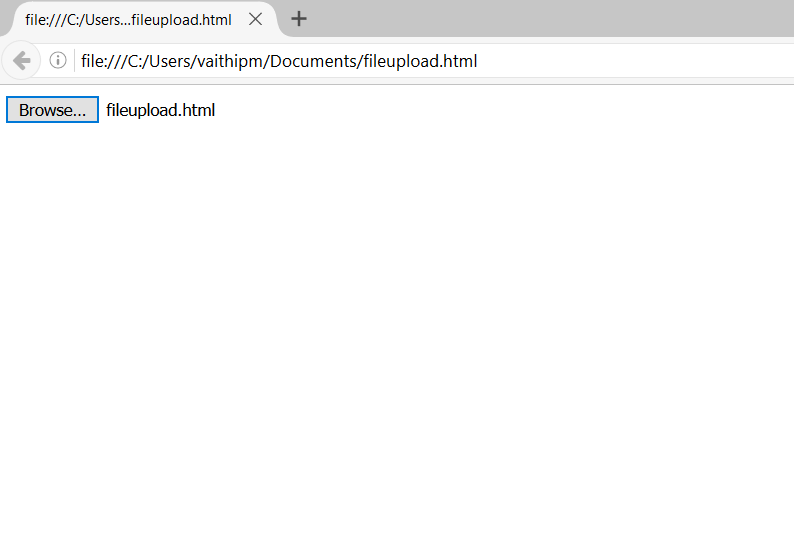 file:///C:/Users...fileupload.html
file:///C:/Users/vaithipm/Documents/fileupload.html
Browse... fileupload.html